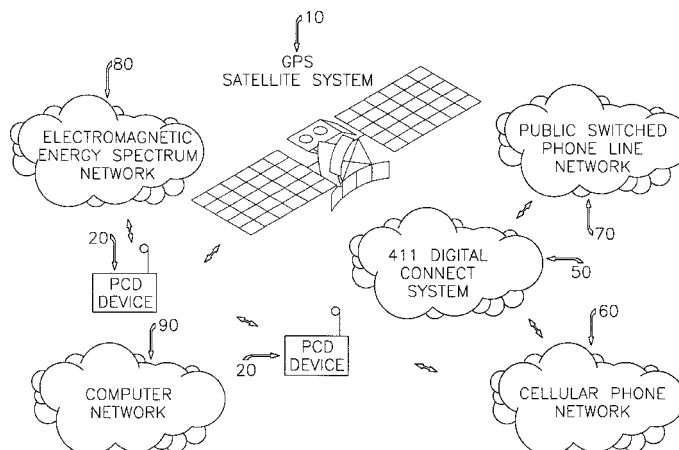 10
GPS
SATELLITE SYSTEM
80
ELECTROMAGNETIC
ENERGY SPECTRUM
NETWORK
PUBLIC SWITCHED
PHONE LINE
NETWORK
70
20
PCD
DEVICE
411 DIGITAL
CONNECT
SYSTEM
50
90
COMPUTER
NETWORK
20
PCD
DEVICE
60
CELLULAR PHONE
NETWORK